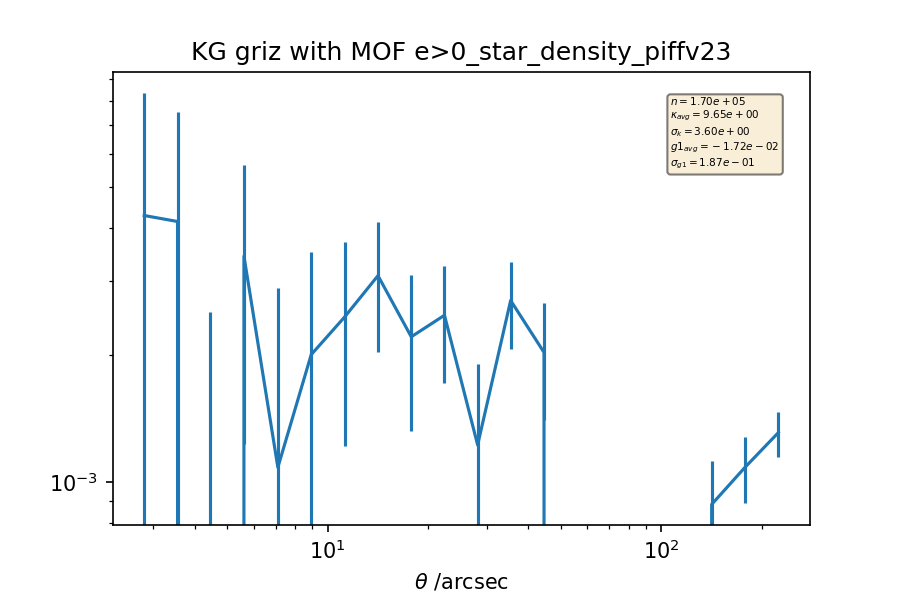 KG griz with MOF e>0_star_density_piffv23
n = 1.70e + 05
κavg = 9.65e + 00
σk = 3.60e + 00
g1avg = −1.72e − 02
σg1 = 1.87e − 01
10⁻³
10¹ 10²
θ /arcsec